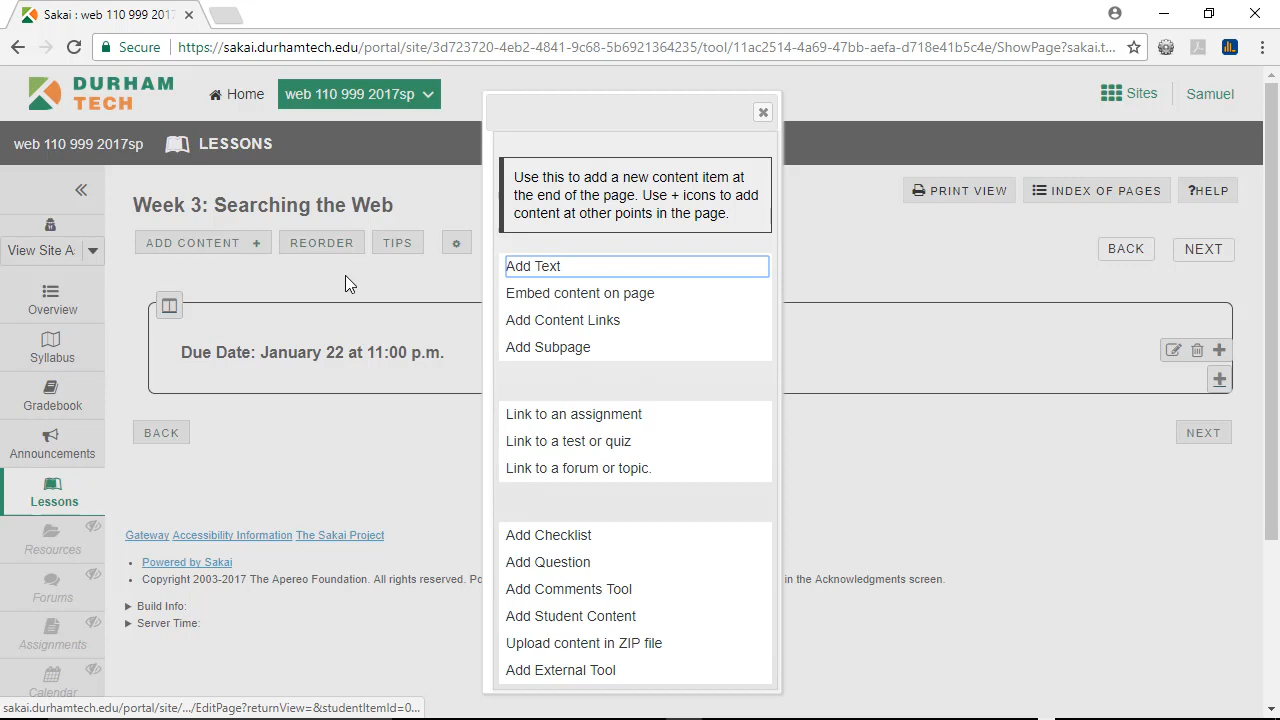 Sakai : web 110 999 2017
Secure
https://sakai.durhamtech.edu/portal/site/3d723720-4eb2-4841-9c68-5b6921364235/tool/11ac2514-4a69-47bb-aefa-d718e41b5c4e/ShowPage?sakai.t...
DURHAM
TECH
Home
web 110 999 2017sp
Sites
Samuel
web 110 999 2017sp
LESSONS
Use this to add a new content item at
the end of the page. Use + icons to add
content at other points in the page.
PRINT VIEW
INDEX OF PAGES
?HELP
Week 3: Searching the Web
ADD CONTENT +
REORDER
TIPS
BACK
NEXT
View Site A
Add Text
Embed content on page
Add Content Links
Add Subpage
Due Date: January 22 at 11:00 p.m.
Overview
Syllabus
Gradebook
Announcements
Lessons
Resources
Forums
Assignments
Calendar
Link to an assignment
Link to a test or quiz
Link to a forum or topic.
BACK
NEXT
Add Checklist
Add Question
Add Comments Tool
Add Student Content
Upload content in ZIP file
Add External Tool
Gateway Accessibility Information The Sakai Project
Powered by Sakai
Copyright 2003-2017 The Apereo Foundation. All rights reserved. Po
in the Acknowledgments screen.
Build Info:
Server Time:
sakai.durhamtech.edu/portal/site/.../EditPage?returnView=&studentItemId=0...